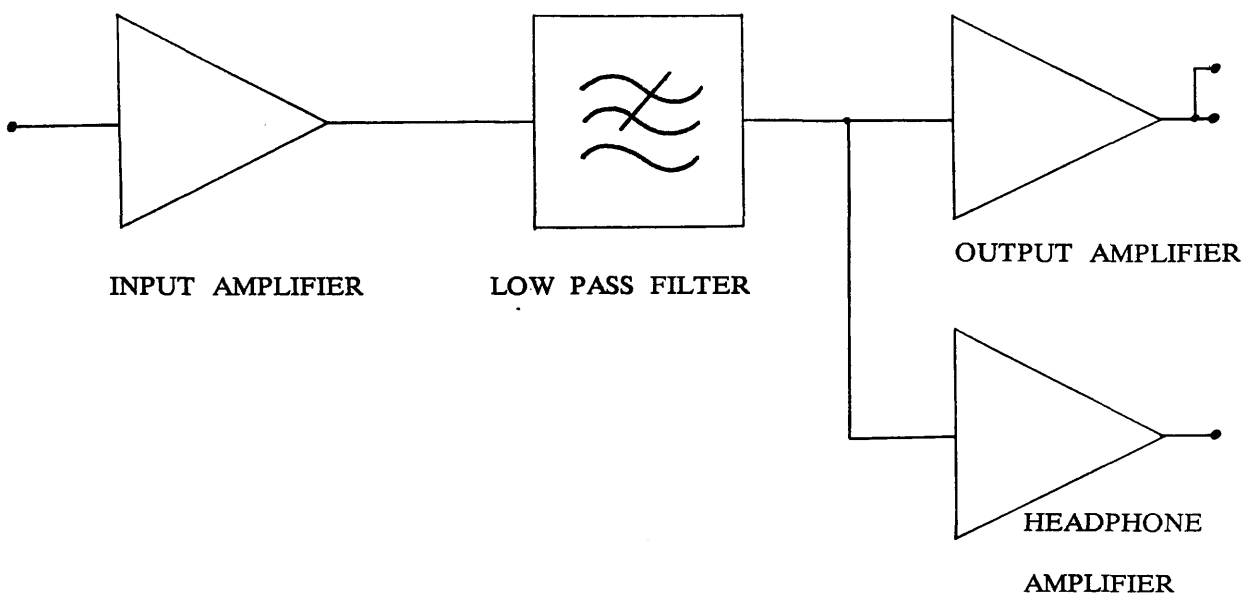 INPUT AMPLIFIER
LOW PASS FILTER
OUTPUT AMPLIFIER
HEADPHONE
AMPLIFIER